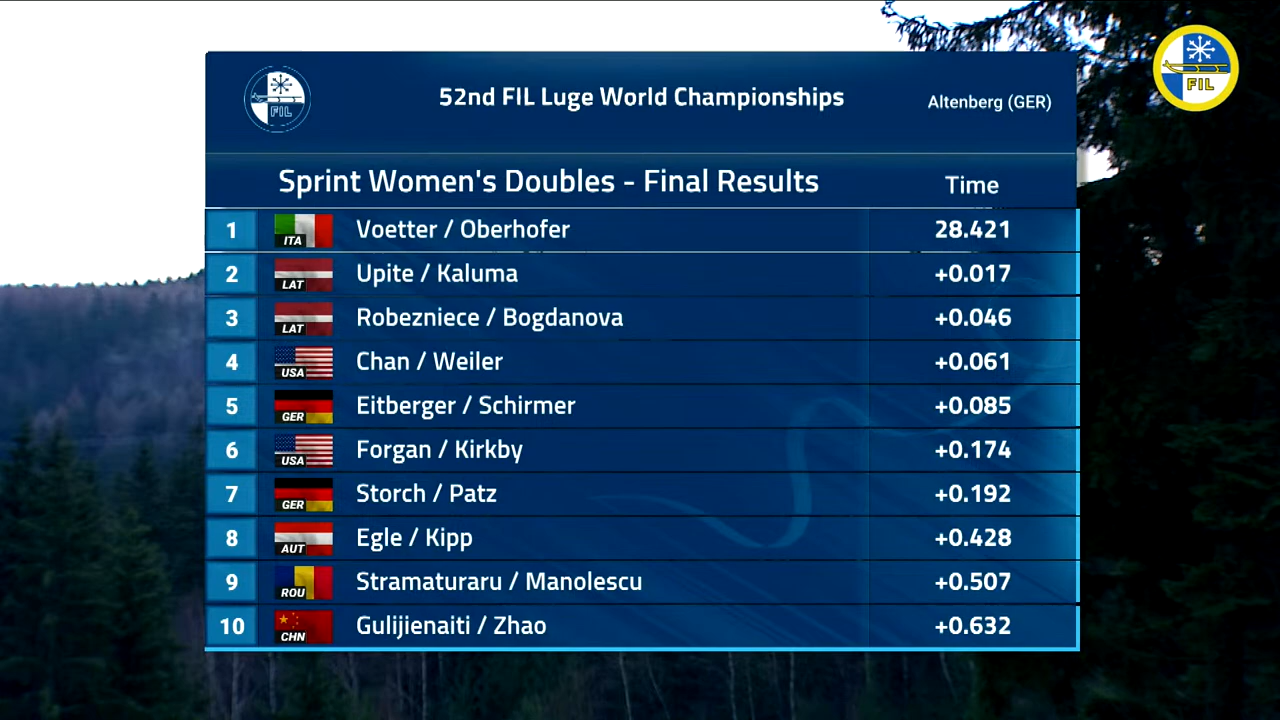 FIL
52nd FIL Luge World Championships
Altenberg (GER)
FIL
Sprint Women's Doubles - Final Results Time
1 ITA Voetter / Oberhofer 28.421
2 LAT Upite / Kaluma +0.017
3 LAT Robezniece / Bogdanova +0.046
4 USA Chan / Weiler +0.061
5 GER Eitberger / Schirmer +0.085
6 USA Forgan / Kirkby +0.174
7 GER Storch / Patz +0.192
8 AUT Egle / Kipp +0.428
9 ROU Stramaturaru / Manolescu +0.507
10 CHN Gulijienaiti / Zhao +0.632